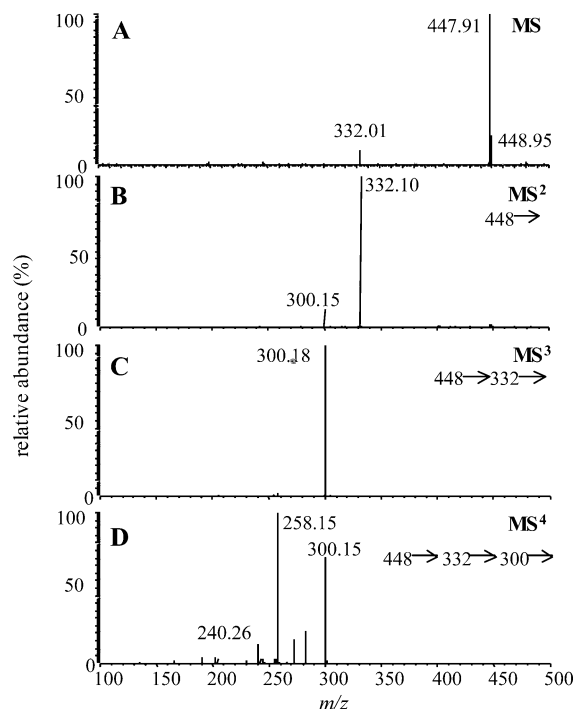 relative abundance (%)
100
50
0
A
MS
447.91
332.01
448.95
100
50
0
B
MS²
448→
332.10
300.15
100
50
0
C
MS³
448→332→
300.18
100
50
0
D
MS⁴
448→332→300→
258.15
300.15
240.26
100 150 200 250 300 350 400 450 500
m/z